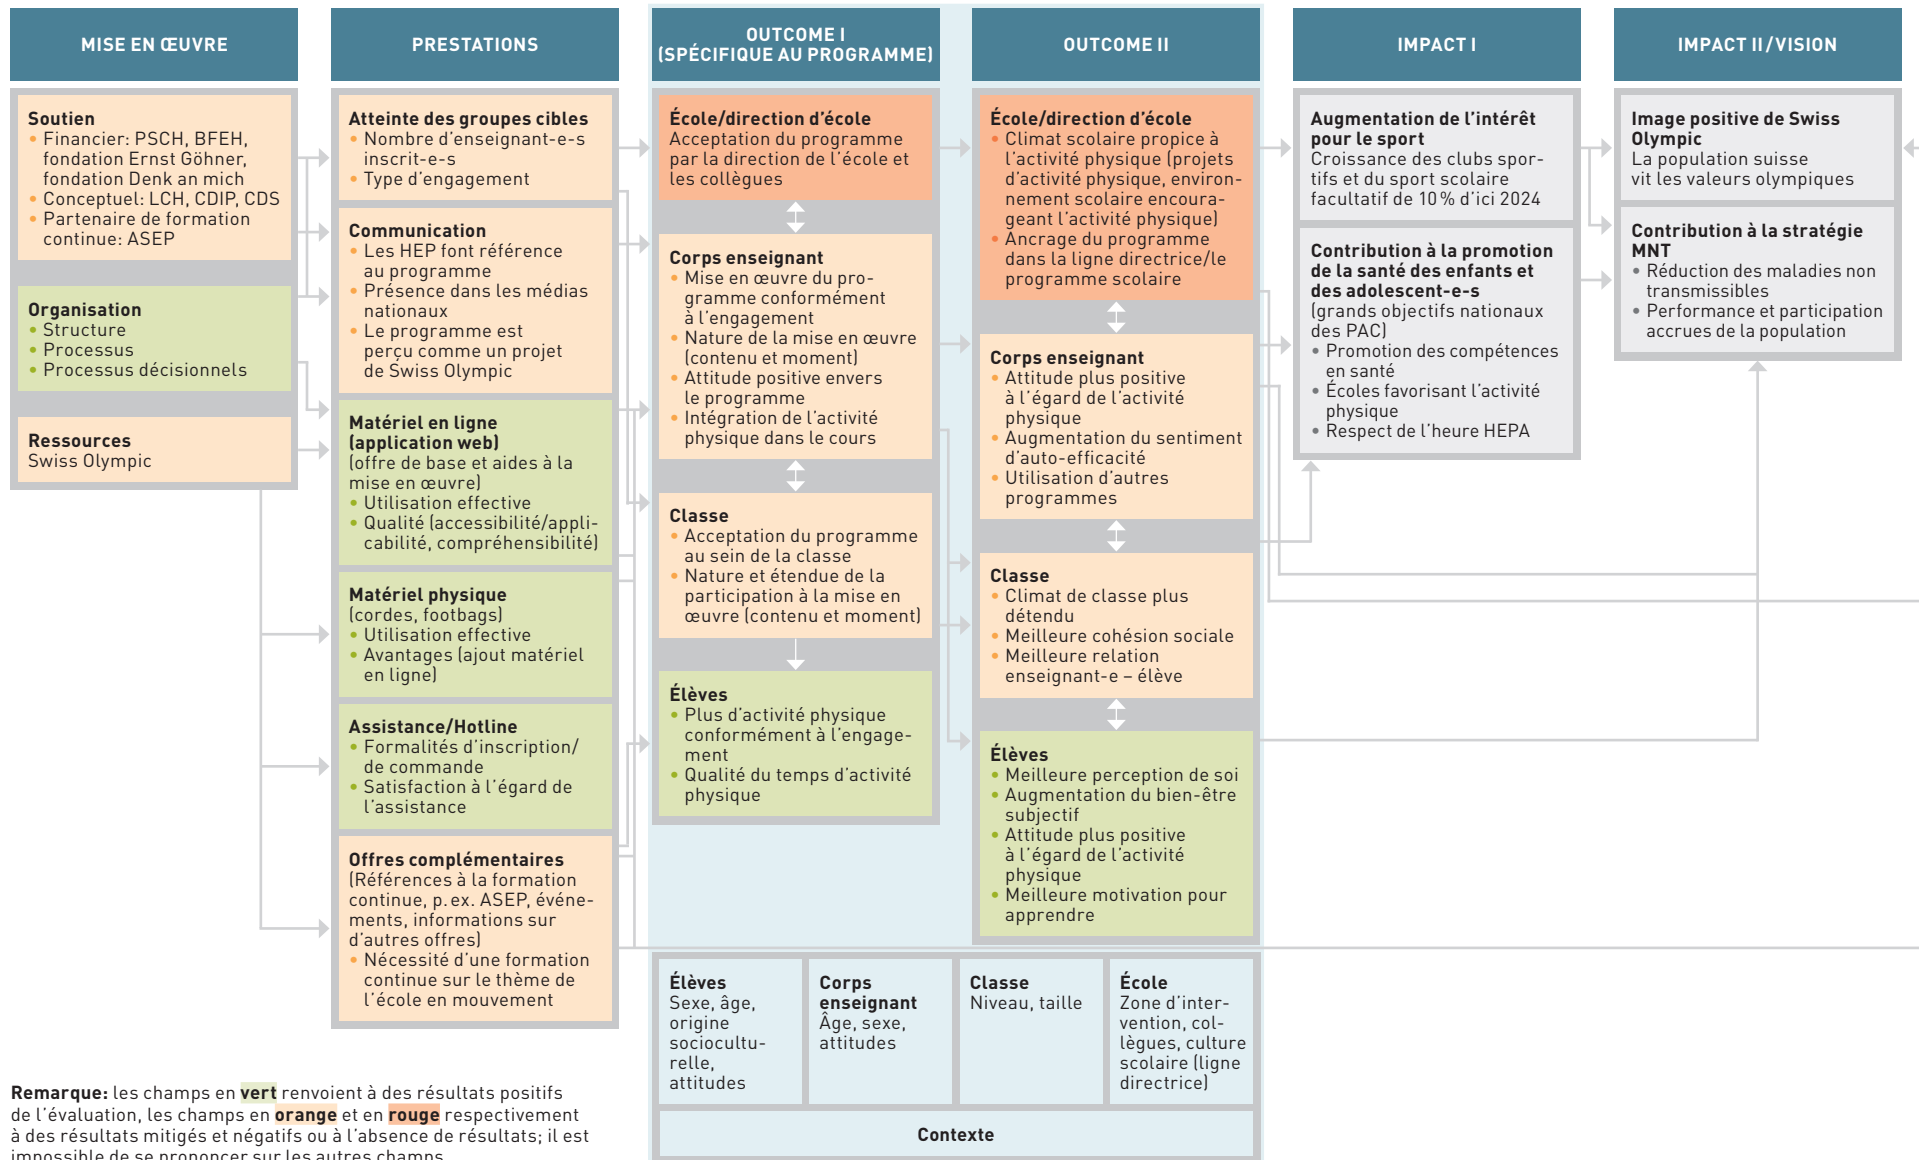 MISE EN ŒUVRE
Soutien
• Financier: PSCH, BFEH,
fondation Ernst Göhner,
fondation Denk an mich
• Conceptuel: LCH, CDIP, CDS
• Partenaire de formation
continue: ASEP
Organisation
• Structure
• Processus
• Processus décisionnels
Ressources
Swiss Olympic
PRESTATIONS
Atteinte des groupes cibles
• Nombre d'enseignant-e-s
inscrit-e-s
• Type d'engagement
Communication
• Les HEP font référence
au programme
• Présence dans les médias
nationaux
• Le programme est
perçu comme un projet
de Swiss Olympic
Matériel en ligne
(application web)
(offre de base et aides à la
mise en œuvre)
• Utilisation effective
• Qualité (accessibilité/appli-
cabilité, compréhensibilité)
Matériel physique
(cordes, footbags)
• Utilisation effective
• Avantages (ajout matériel
en ligne)
Assistance/Hotline
• Formalités d'inscription/
de commande
• Satisfaction à l'égard de
l'assistance
Offres complémentaires
(Références à la formation
continue, p. ex. ASEP, événe-
ments, informations sur
d'autres offres)
• Nécessité d'une formation
continue sur le thème de
l'école en mouvement
OUTCOME I
(SPÉCIFIQUE AU PROGRAMME)
École/direction d'école
Acceptation du programme
par la direction de l'école et
les collègues
Corps enseignant
• Mise en œuvre du pro-
gramme conformément
à l'engagement
• Nature de la mise en œuvre
(contenu et moment)
• Attitude positive envers
le programme
• Intégration de l'activité
physique dans le cours
Classe
• Acceptation du programme
au sein de la classe
• Nature et étendue de la
participation à la mise en
œuvre (contenu et moment)
Élèves
• Plus d'activité physique
conformément à l'engage-
ment
• Qualité du temps d'activité
physique
OUTCOME II
École/direction d'école
• Climat scolaire propice à
l'activité physique (projets
d'activité physique, environ-
nement scolaire encoura-
geant l'activité physique)
• Ancrage du programme
dans la ligne directrice/le
programme scolaire
Corps enseignant
• Attitude plus positive
à l'égard de l'activité
physique
• Augmentation du sentiment
d'auto-efficacité
• Utilisation d'autres
programmes
Classe
• Climat de classe plus
détendu
• Meilleure cohésion sociale
• Meilleure relation
enseignant-e – élève
Élèves
• Meilleure perception de soi
• Augmentation du bien-être
subjectif
• Attitude plus positive
à l'égard de l'activité
physique
• Meilleure motivation pour
apprendre
IMPACT I
Augmentation de l'intérêt
pour le sport
Croissance des clubs spor-
tifs et du sport scolaire
facultatif de 10 % d'ici 2024
Contribution à la promotion
de la santé des enfants et
des adolescent-e-s
(grands objectifs nationaux
des PAC)
• Promotion des compétences
en santé
• Écoles favorisant l'activité
physique
• Respect de l'heure HEPA
IMPACT II / VISION
Image positive de Swiss
Olympic
La population suisse
vit les valeurs olympiques
Contribution à la stratégie
MNT
• Réduction des maladies non
transmissibles
• Performance et participation
accrues de la population
Élèves
Sexe, âge,
origine
sociocultu-
relle,
attitudes
Corps
enseignant
Âge, sexe,
attitudes
Classe
Niveau, taille
École
Zone d'inter-
vention, col-
lègues, culture
scolaire (ligne
directrice)
Contexte
Remarque: les champs en vert renvoient à des résultats positifs
de l'évaluation, les champs en orange et en rouge respectivement
à des résultats mitigés et négatifs ou à l'absence de résultats; il est
impossible de se prononcer sur les autres champs.